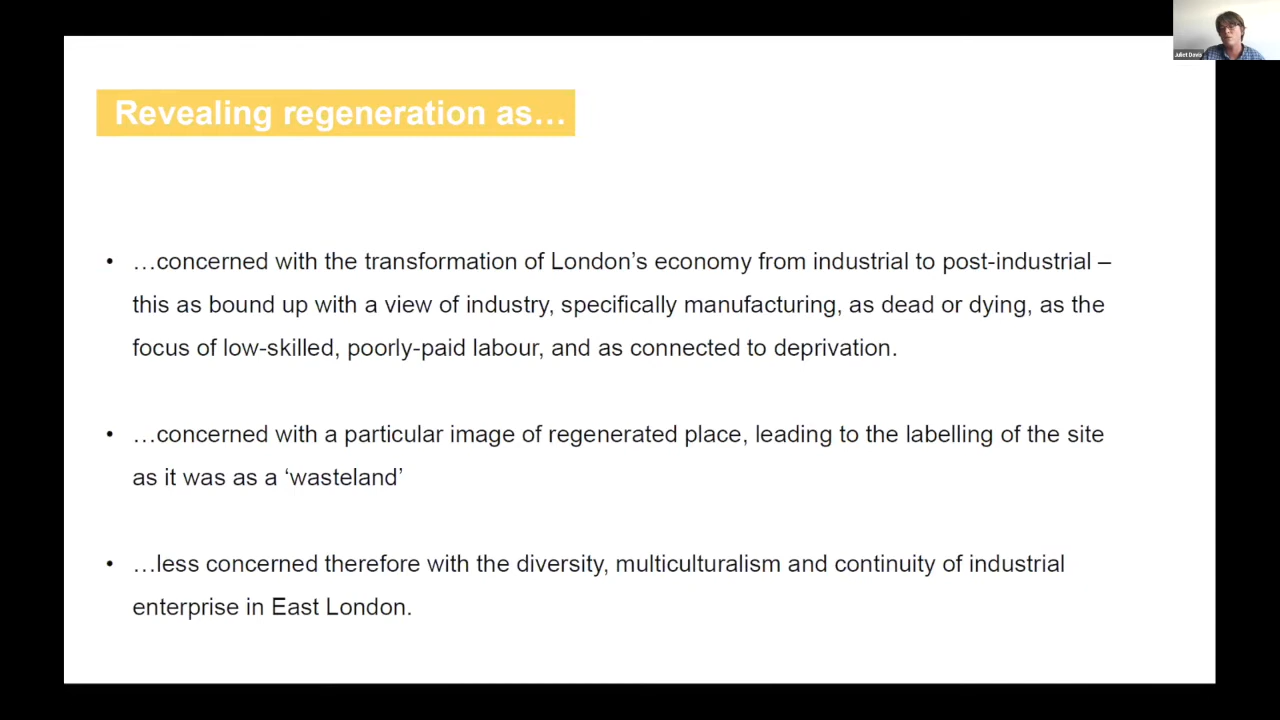 Juliet Davis
Revealing regeneration as…
• …concerned with the transformation of London’s economy from industrial to post-industrial –
this as bound up with a view of industry, specifically manufacturing, as dead or dying, as the
focus of low-skilled, poorly-paid labour, and as connected to deprivation.
• …concerned with a particular image of regenerated place, leading to the labelling of the site
as it was as a ‘wasteland’
• …less concerned therefore with the diversity, multiculturalism and continuity of industrial
enterprise in East London.